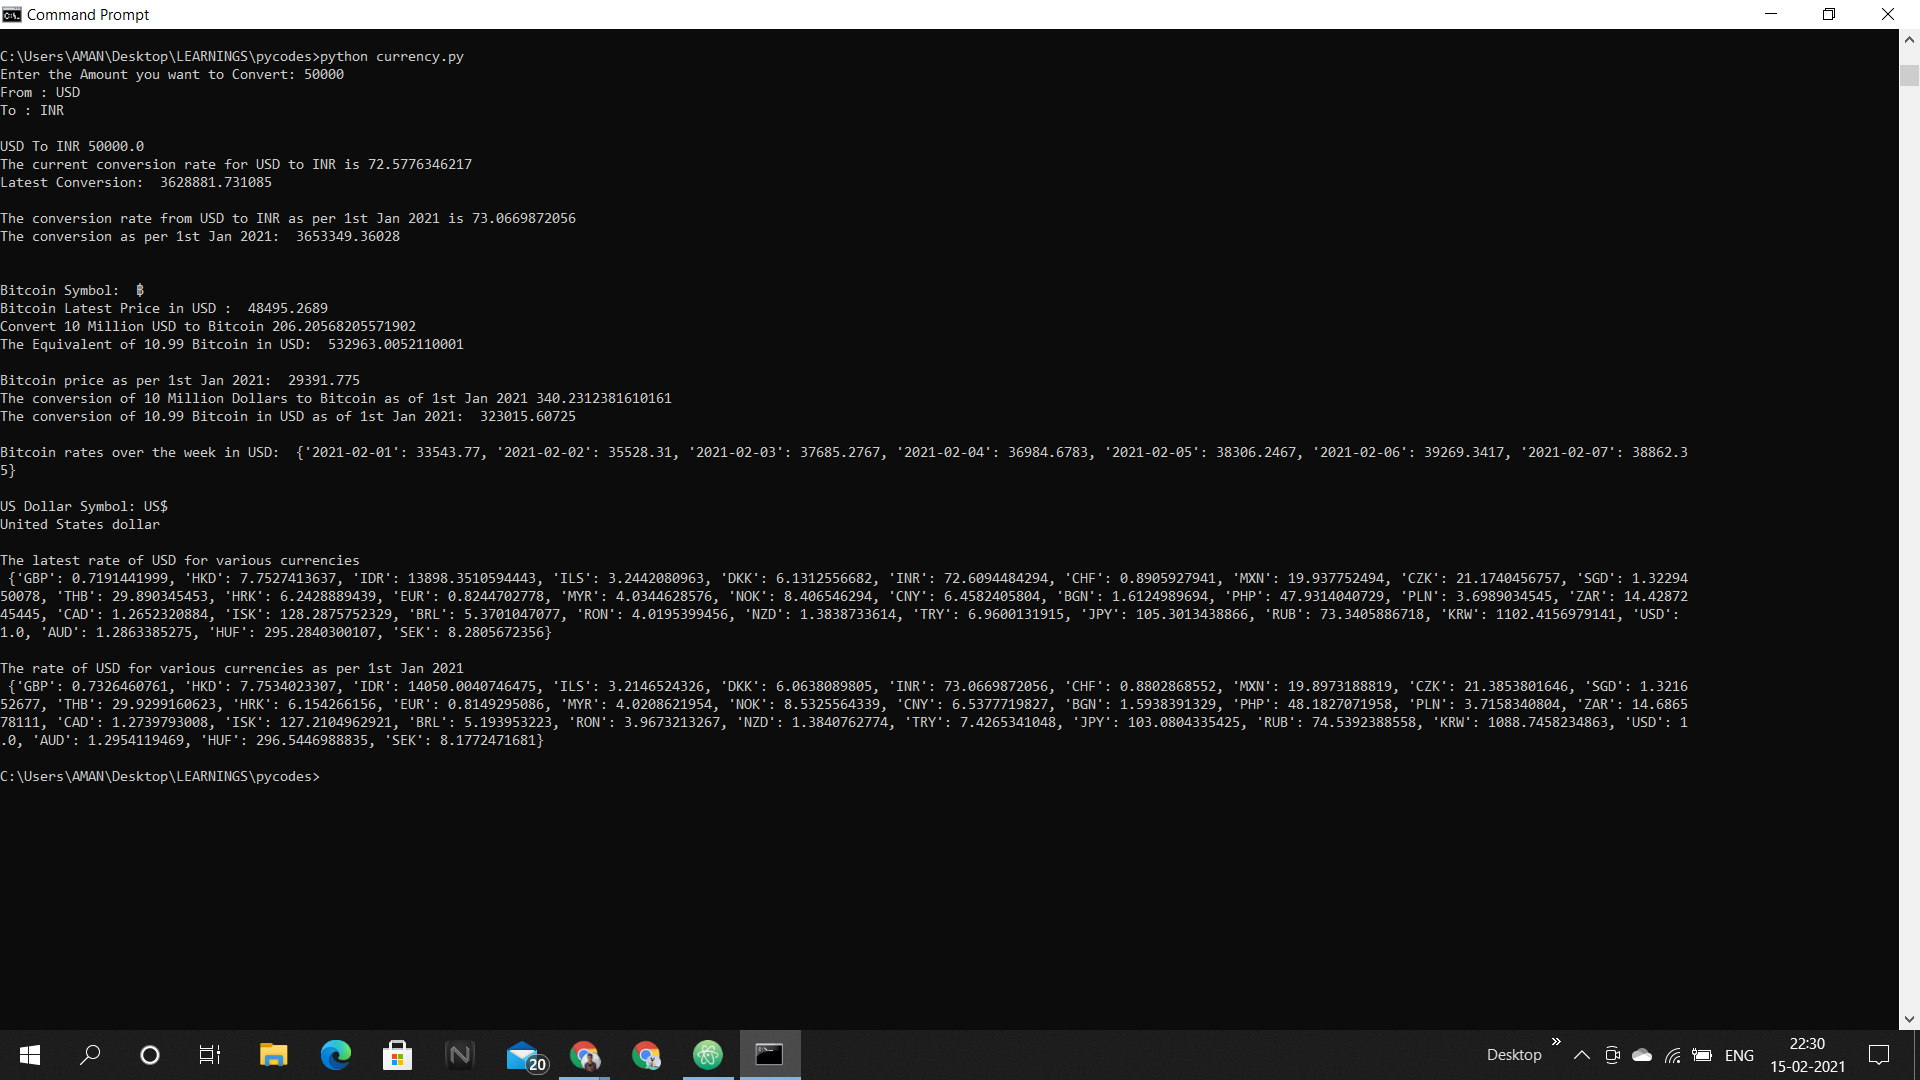 Command Prompt
C:\Users\AMAN\Desktop\LEARNINGS\pycodes>python currency.py
Enter the Amount you want to Convert: 50000
From : USD
To : INR
USD To INR 50000.0
The current conversion rate for USD to INR is 72.5776346217
Latest Conversion:  3628881.731085
The conversion rate from USD to INR as per 1st Jan 2021 is 73.0669872056
The conversion as per 1st Jan 2021:  3653349.36028
Bitcoin Symbol:  ฿
Bitcoin Latest Price in USD :  48495.2689
Convert 10 Million USD to Bitcoin 206.20568205571902
The Equivalent of 10.99 Bitcoin in USD:  532963.0052110001
Bitcoin price as per 1st Jan 2021:  29391.775
The conversion of 10 Million Dollars to Bitcoin as of 1st Jan 2021 340.2312381610161
The conversion of 10.99 Bitcoin in USD as of 1st Jan 2021:  323015.60725
Bitcoin rates over the week in USD:  {'2021-02-01': 33543.77, '2021-02-02': 35528.31, '2021-02-03': 37685.2767, '2021-02-04': 36984.6783, '2021-02-05': 38306.2467, '2021-02-06': 39269.3417, '2021-02-07': 38862.3
5}
US Dollar Symbol: US$
United States dollar
The latest rate of USD for various currencies
{'GBP': 0.7191441999, 'HKD': 7.7527413637, 'IDR': 13898.3510594443, 'ILS': 3.2442080963, 'DKK': 6.1312556682, 'INR': 72.6094484294, 'CHF': 0.8905927941, 'MXN': 19.937752494, 'CZK': 21.1740456757, 'SGD': 1.32294
50078, 'THB': 29.890345453, 'HRK': 6.2428889439, 'EUR': 0.8244702778, 'MYR': 4.0344628576, 'NOK': 8.406546294, 'CNY': 6.4582405804, 'BGN': 1.6124989694, 'PHP': 47.9314040729, 'PLN': 3.6989034545, 'ZAR': 14.42872
45445, 'CAD': 1.2652320884, 'ISK': 128.2875752329, 'BRL': 5.3701047077, 'RON': 4.0195399456, 'NZD': 1.3838733614, 'TRY': 6.9600131915, 'JPY': 105.3013438866, 'RUB': 73.3405886718, 'KRW': 1102.4156979141, 'USD':
1.0, 'AUD': 1.2863385275, 'HUF': 295.2840300107, 'SEK': 8.2805672356}
The rate of USD for various currencies as per 1st Jan 2021
{'GBP': 0.7326460761, 'HKD': 7.7534023307, 'IDR': 14050.0040746475, 'ILS': 3.2146524326, 'DKK': 6.0638089805, 'INR': 73.0669872056, 'CHF': 0.8802868552, 'MXN': 19.8973188819, 'CZK': 21.3853801646, 'SGD': 1.3216
52677, 'THB': 29.9299160623, 'HRK': 6.154266156, 'EUR': 0.8149295086, 'MYR': 4.0208621954, 'NOK': 8.5325564339, 'CNY': 6.5377719827, 'BGN': 1.5938391329, 'PHP': 48.1827071958, 'PLN': 3.7158340804, 'ZAR': 14.6865
78111, 'CAD': 1.2739793008, 'ISK': 127.2104962921, 'BRL': 5.193953223, 'RON': 3.9673213267, 'NZD': 1.3840762774, 'TRY': 7.4265341048, 'JPY': 103.0804335425, 'RUB': 74.5392388558, 'KRW': 1088.7458234863, 'USD': 1
.0, 'AUD': 1.2954119469, 'HUF': 296.5446988835, 'SEK': 8.1772471681}
C:\Users\AMAN\Desktop\LEARNINGS\pycodes>
20
Desktop
ENG
22:30
15-02-2021